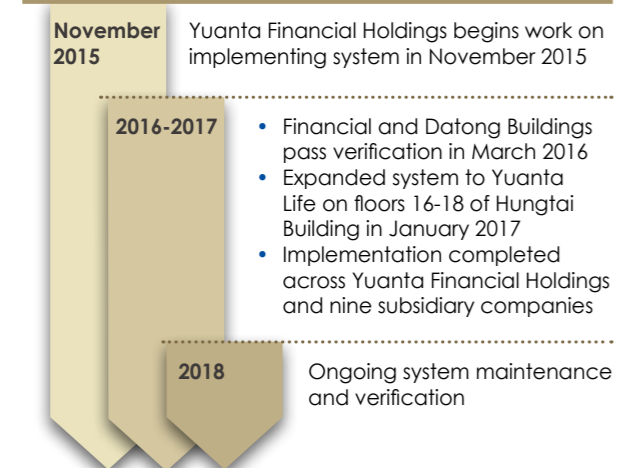 November 2015
Yuanta Financial Holdings begins work on
implementing system in November 2015
2016-2017
• Financial and Datong Buildings
pass verification in March 2016
• Expanded system to Yuanta
Life on floors 16-18 of Hungtai
Building in January 2017
• Implementation completed
across Yuanta Financial Holdings
and nine subsidiary companies
2018
Ongoing system maintenance
and verification